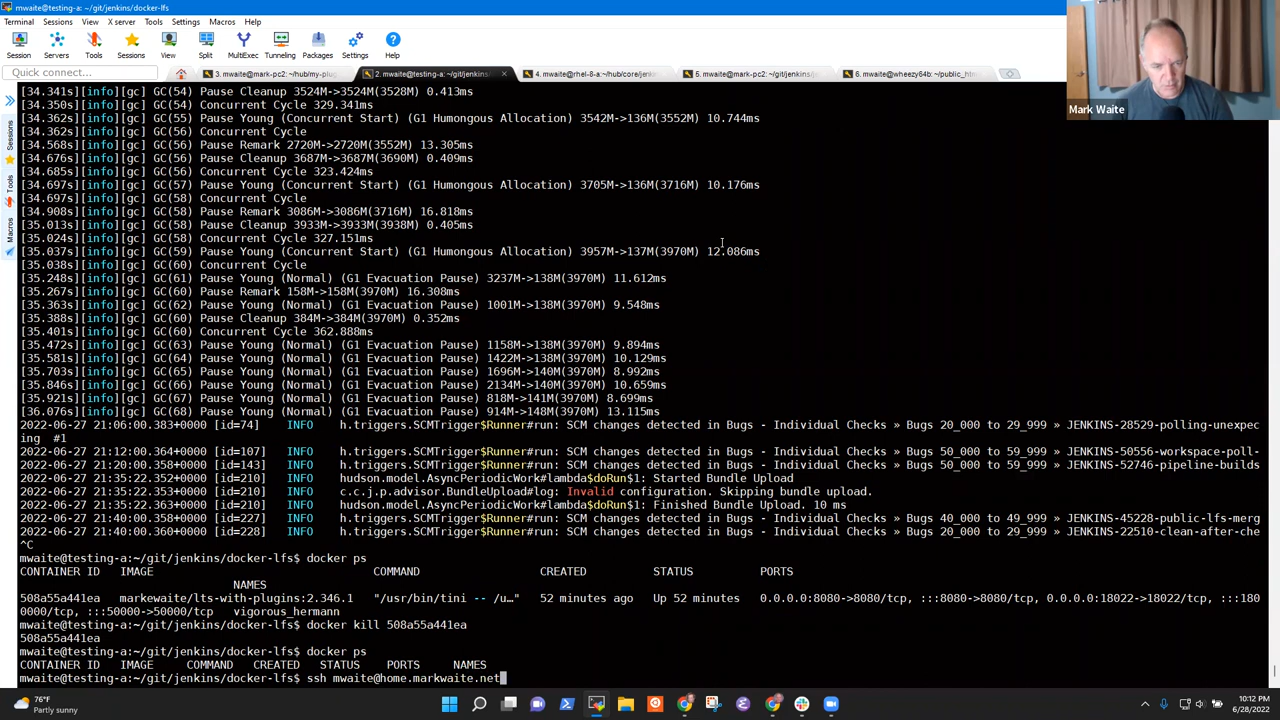 mwaite@testing-a: ~/git/jenkins/docker-lfs
Terminal Sessions View X server Tools Settings Macros Help
Session Servers Tools Sessions View Split MultiExec Tunneling Packages Settings Help
Quick connect...
3. mwaite@mark-pc2: ~/hub/my-plug
2. mwaite@testing-a: ~/git/jenkins/
4. mwaite@rhel-8-a: ~/hub/core/jenkin
5. mwaite@mark-pc2: ~/git/jenkins/
6. mwaite@wheezy64b: ~/public_htm
Mark Waite
Sessions
Tools
Macros
[34.341s][info][gc] GC(54) Pause Cleanup 3524M->3524M(3528M) 0.413ms
[34.350s][info][gc] GC(54) Concurrent Cycle 329.341ms
[34.362s][info][gc] GC(55) Pause Young (Concurrent Start) (G1 Humongous Allocation) 3542M->136M(3552M) 10.744ms
[34.362s][info][gc] GC(56) Concurrent Cycle
[34.568s][info][gc] GC(56) Pause Remark 2720M->2720M(3552M) 13.305ms
[34.676s][info][gc] GC(56) Pause Cleanup 3687M->3687M(3690M) 0.409ms
[34.685s][info][gc] GC(56) Concurrent Cycle 323.424ms
[34.697s][info][gc] GC(57) Pause Young (Concurrent Start) (G1 Humongous Allocation) 3705M->136M(3716M) 10.176ms
[34.697s][info][gc] GC(58) Concurrent Cycle
[34.908s][info][gc] GC(58) Pause Remark 3086M->3086M(3716M) 16.818ms
[35.013s][info][gc] GC(58) Pause Cleanup 3933M->3933M(3938M) 0.405ms
[35.024s][info][gc] GC(58) Concurrent Cycle 327.151ms
[35.037s][info][gc] GC(59) Pause Young (Concurrent Start) (G1 Humongous Allocation) 3957M->137M(3970M) 12.086ms
[35.038s][info][gc] GC(60) Concurrent Cycle
[35.248s][info][gc] GC(61) Pause Young (Normal) (G1 Evacuation Pause) 3237M->138M(3970M) 11.612ms
[35.267s][info][gc] GC(60) Pause Remark 158M->158M(3970M) 16.308ms
[35.363s][info][gc] GC(62) Pause Young (Normal) (G1 Evacuation Pause) 1001M->138M(3970M) 9.548ms
[35.388s][info][gc] GC(60) Pause Cleanup 384M->384M(3970M) 0.352ms
[35.401s][info][gc] GC(60) Concurrent Cycle 362.888ms
[35.472s][info][gc] GC(63) Pause Young (Normal) (G1 Evacuation Pause) 1158M->138M(3970M) 9.894ms
[35.581s][info][gc] GC(64) Pause Young (Normal) (G1 Evacuation Pause) 1422M->138M(3970M) 10.129ms
[35.703s][info][gc] GC(65) Pause Young (Normal) (G1 Evacuation Pause) 1696M->140M(3970M) 8.992ms
[35.846s][info][gc] GC(66) Pause Young (Normal) (G1 Evacuation Pause) 2134M->140M(3970M) 10.659ms
[35.921s][info][gc] GC(67) Pause Young (Normal) (G1 Evacuation Pause) 818M->141M(3970M) 8.699ms
[36.076s][info][gc] GC(68) Pause Young (Normal) (G1 Evacuation Pause) 914M->148M(3970M) 13.115ms
2022-06-27 21:06:00.383+0000 [id=74] INFO h.triggers.SCMTrigger$Runner#run: SCM changes detected in Bugs - Individual Checks » Bugs 20_000 to 29_999 » JENKINS-28529-polling-unexpec
ing #1
2022-06-27 21:12:00.364+0000 [id=107] INFO h.triggers.SCMTrigger$Runner#run: SCM changes detected in Bugs - Individual Checks » Bugs 50_000 to 59_999 » JENKINS-50556-workspace-poll-
2022-06-27 21:20:00.358+0000 [id=143] INFO h.triggers.SCMTrigger$Runner#run: SCM changes detected in Bugs - Individual Checks » Bugs 50_000 to 59_999 » JENKINS-52746-pipeline-builds
2022-06-27 21:35:22.352+0000 [id=210] INFO hudson.model.AsyncPeriodicWork#lambda$doRun$1: Started Bundle Upload
2022-06-27 21:35:22.353+0000 [id=210] INFO c.c.j.p.advisor.BundleUpload#log: Invalid configuration. Skipping bundle upload.
2022-06-27 21:35:22.363+0000 [id=210] INFO hudson.model.AsyncPeriodicWork#lambda$doRun$1: Finished Bundle Upload. 10 ms
2022-06-27 21:40:00.358+0000 [id=227] INFO h.triggers.SCMTrigger$Runner#run: SCM changes detected in Bugs - Individual Checks » Bugs 40_000 to 49_999 » JENKINS-45228-public-lfs-merg
2022-06-27 21:40:00.360+0000 [id=228] INFO h.triggers.SCMTrigger$Runner#run: SCM changes detected in Bugs - Individual Checks » Bugs 20_000 to 29_999 » JENKINS-22510-clean-after-che
^C
mwaite@testing-a:~/git/jenkins/docker-lfs$ docker ps
CONTAINER ID IMAGE COMMAND CREATED STATUS PORTS
NAMES
508a55a441ea markewaite/lts-with-plugins:2.346.1 "/usr/bin/tini -- /u…" 52 minutes ago Up 52 minutes 0.0.0.0:8080->8080/tcp, :::8080->8080/tcp, 0.0.0.0:18022->18022/tcp, :::180
0000/tcp, :::50000->50000/tcp vigorous_hermann
mwaite@testing-a:~/git/jenkins/docker-lfs$ docker kill 508a55a441ea
508a55a441ea
mwaite@testing-a:~/git/jenkins/docker-lfs$ docker ps
CONTAINER ID IMAGE COMMAND CREATED STATUS PORTS NAMES
mwaite@testing-a:~/git/jenkins/docker-lfs$ ssh mwaite@home.markwaite.net
76°F
Partly sunny
10:12 PM
6/28/2022